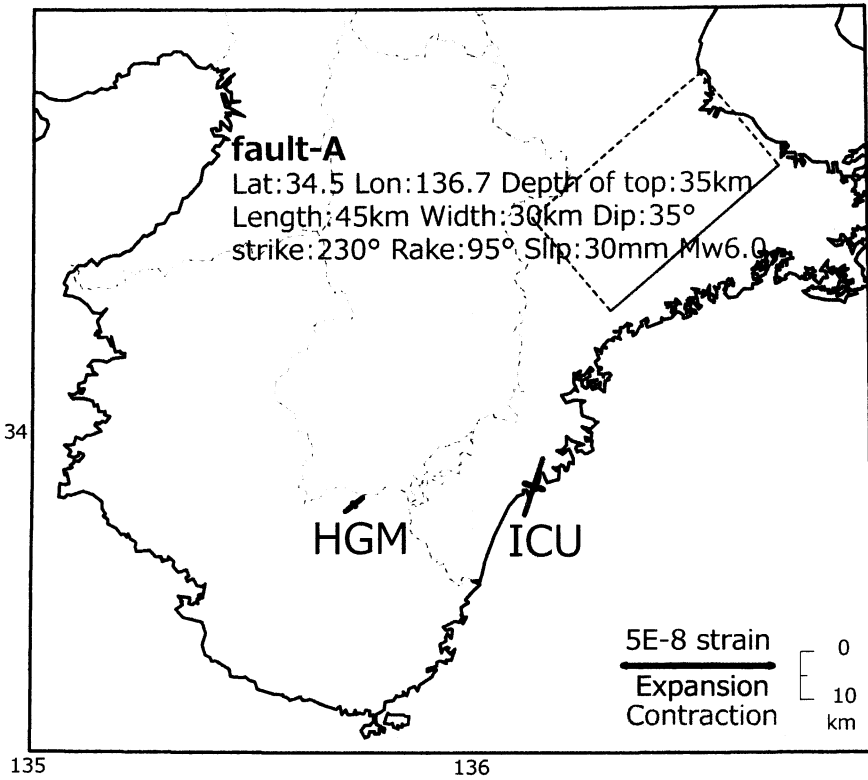 fault-A
Lat:34.5 Lon:136.7 Depth of top:35km
Length:45km Width:30km Dip:35°
strike:230° Rake:95° Slip:30mm Mw6.0
34
HGM
ICU
5E-8 strain
Expansion
Contraction
0
10
km
135
136